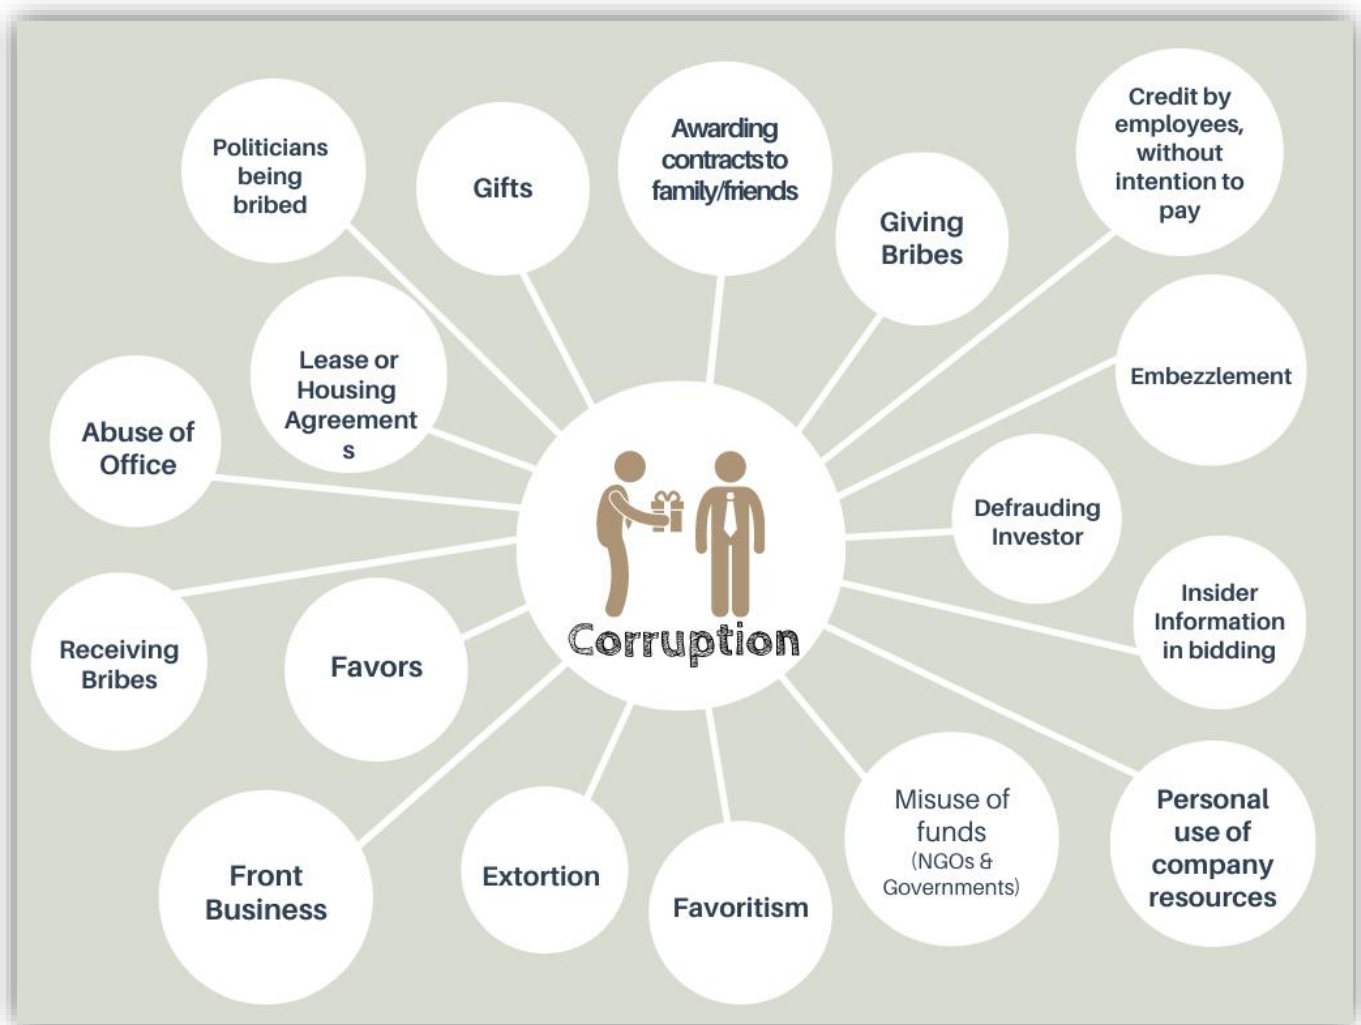 Politicians
being
bribed
Gifts
Awarding
contracts to
family/friends
Giving
Bribes
Credit by
employees,
without
intention to
pay
Lease or
Housing
Agreement
s
Embezzlement
Abuse of
Office
Defrauding
Investor
Insider
Information
in bidding
Corruption
Receiving
Bribes
Favors
Misuse of
funds
(NGOs &
Governments)
Personal
use of
company
resources
Front
Business
Extortion
Favoritism